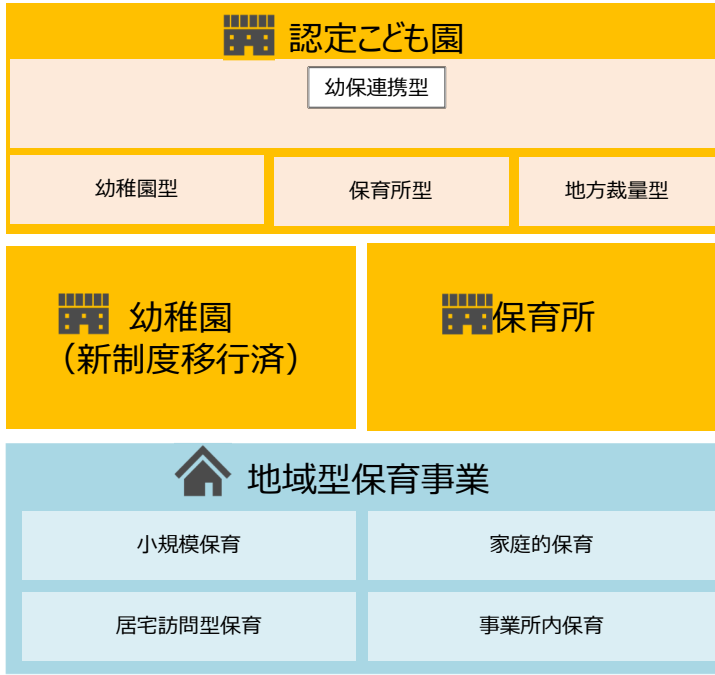 認定こども園
幼保連携型
幼稚園型
保育所型
地方裁量型
幼稚園
（新制度移行済）
保育所
地域型保育事業
小規模保育
家庭的保育
居宅訪問型保育
事業所内保育